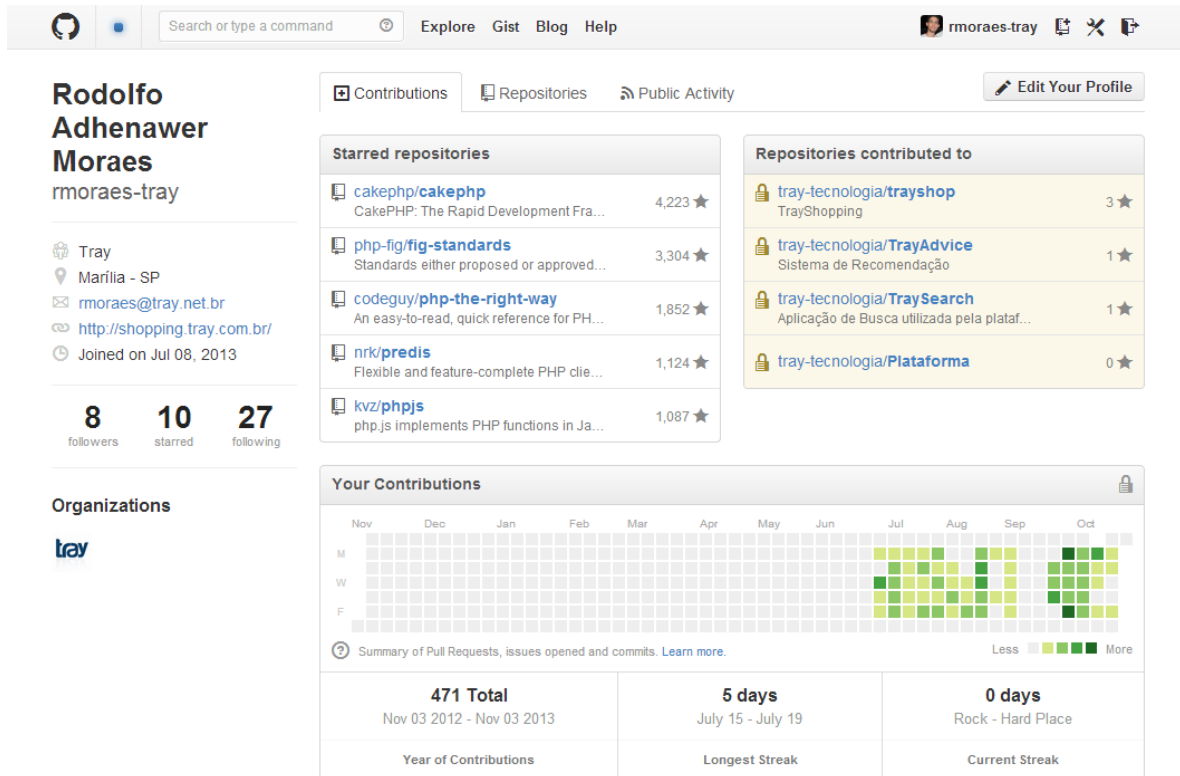 Search or type a command
Explore Gist Blog Help
rmoraes-tray
Rodolfo
Adhenawer
Moraes
rmoraes-tray
Tray
Marília - SP
rmoraes@tray.net.br
http://shopping.tray.com.br/
Joined on Jul 08, 2013
8 10 27
followers starred following
Organizations
tray
Contributions Repositories Public Activity
Edit Your Profile
Starred repositories
cakephp/cakephp
CakePHP: The Rapid Development Fra...
4,223
php-fig/fig-standards
Standards either proposed or approved...
3,304
codeguy/php-the-right-way
An easy-to-read, quick reference for PH...
1,852
nrk/predis
Flexible and feature-complete PHP clie...
1,124
kvz/phpjs
php.js implements PHP functions in Ja...
1,087
Repositories contributed to
tray-tecnologia/trayshop
TrayShopping
3
tray-tecnologia/TrayAdvice
Sistema de Recomendação
1
tray-tecnologia/TraySearch
Aplicação de Busca utilizada pela plataf...
1
tray-tecnologia/Plataforma
0
Your Contributions
Nov Dec Jan Feb Mar Apr May Jun Jul Aug Sep Oct
M
W
F
Summary of Pull Requests, issues opened and commits. Learn more.
Less More
471 Total
Nov 03 2012 - Nov 03 2013
Year of Contributions
5 days
July 15 - July 19
Longest Streak
0 days
Rock - Hard Place
Current Streak